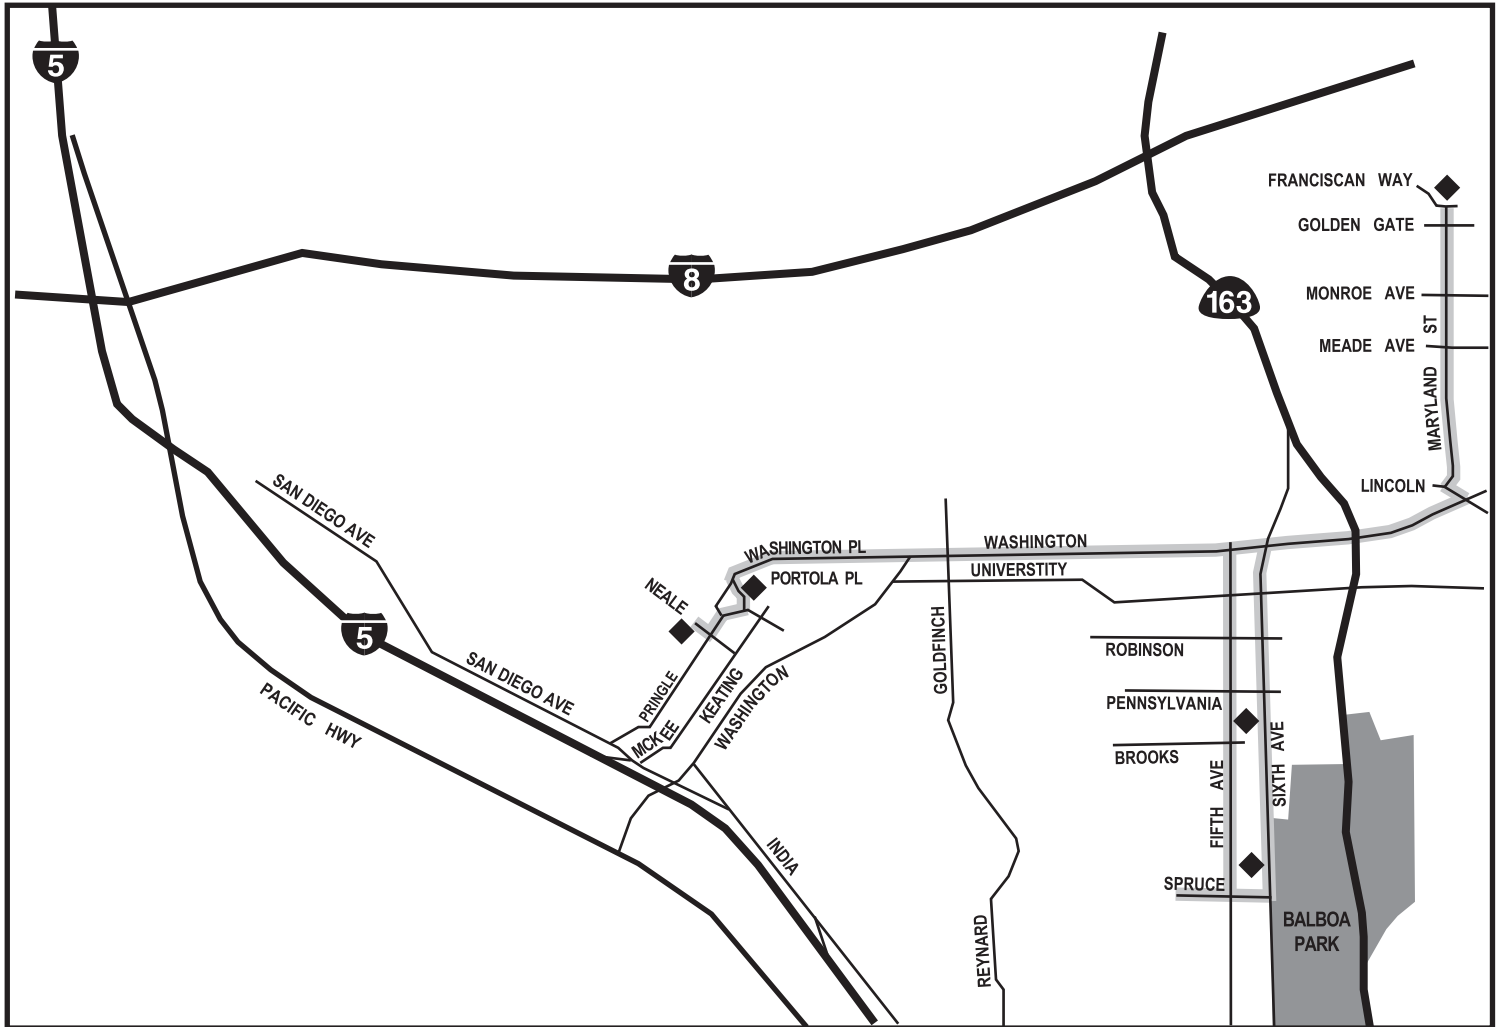 5
FRANCISCAN WAY
GOLDEN GATE
8
163
MONROE AVE
MARYLAND ST
MEADE AVE
LINCOLN
SAN DIEGO AVE
WASHINGTON PL
WASHINGTON
PORTOLA PL
UNIVERSTITY
NEALE
5
GOLDFINCH
ROBINSON
SAN DIEGO AVE
PRINGLE
MCKEE
KEATING
WASHINGTON
PENNSYLVANIA
PACIFIC HWY
BROOKS
FIFTH AVE
SIXTH AVE
INDIA
SPRUCE
REYNARD
BALBOA
PARK